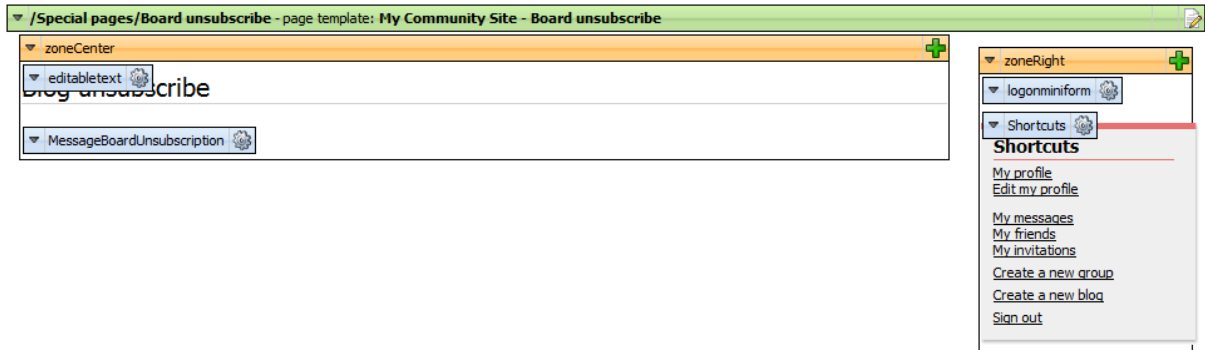 /Special pages/Board unsubscribe - page template: My Community Site - Board unsubscribe
zoneCenter
editabletext
Blog unsubscribe
MessageBoardUnsubscription
zoneRight
logonminiform
Shortcuts
Shortcuts
My profile
Edit my profile
My messages
My friends
My invitations
Create a new group
Create a new blog
Sign out